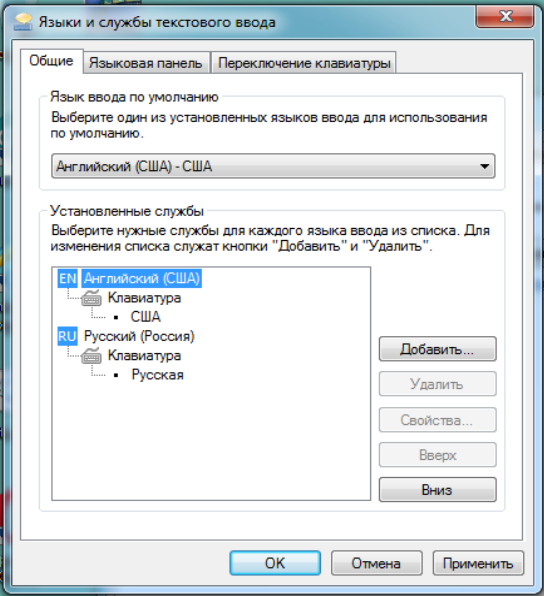 Языки и службы текстового ввода
Общие
Языковая панель
Переключение клавиатуры
Язык ввода по умолчанию
Выберите один из установленных языков ввода для использования
по умолчанию.
Английский (США) - США
Установленные службы
Выберите нужные службы для каждого языка ввода из списка. Для
изменения списка служат кнопки "Добавить" и "Удалить".
EN Английский (США)
Клавиатура
США
RU Русский (Россия)
Клавиатура
Русская
Добавить...
Удалить
Свойства...
Вверх
Вниз
OK
Отмена
Применить